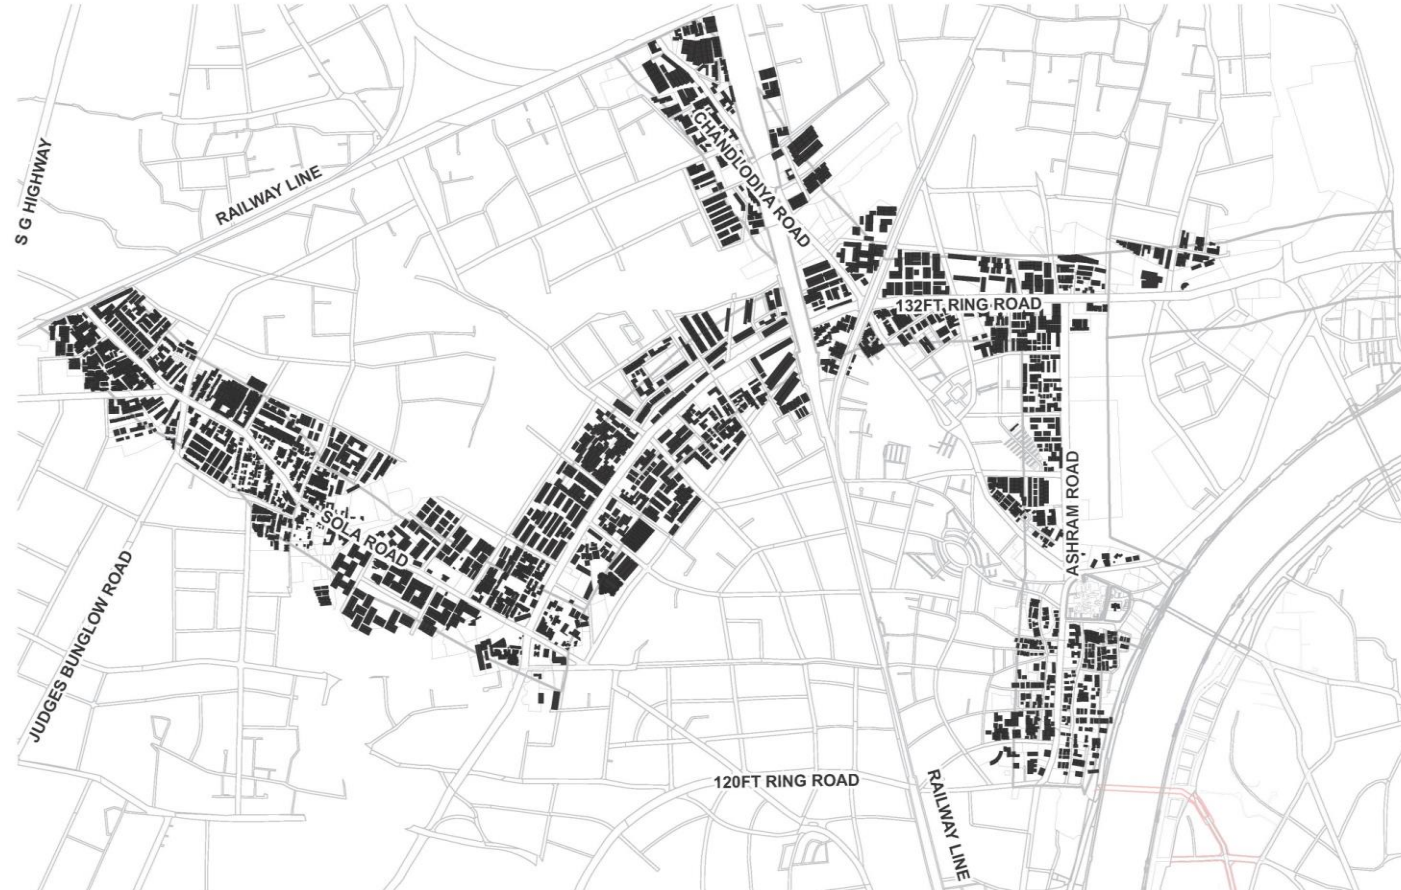 S G HIGHWAY
RAILWAY LINE
CHANDLODIYA ROAD
132FT RING ROAD
ASHRAM ROAD
SOLA ROAD
JUDGES BUNGLOW ROAD
120FT RING ROAD
RAILWAY LINE